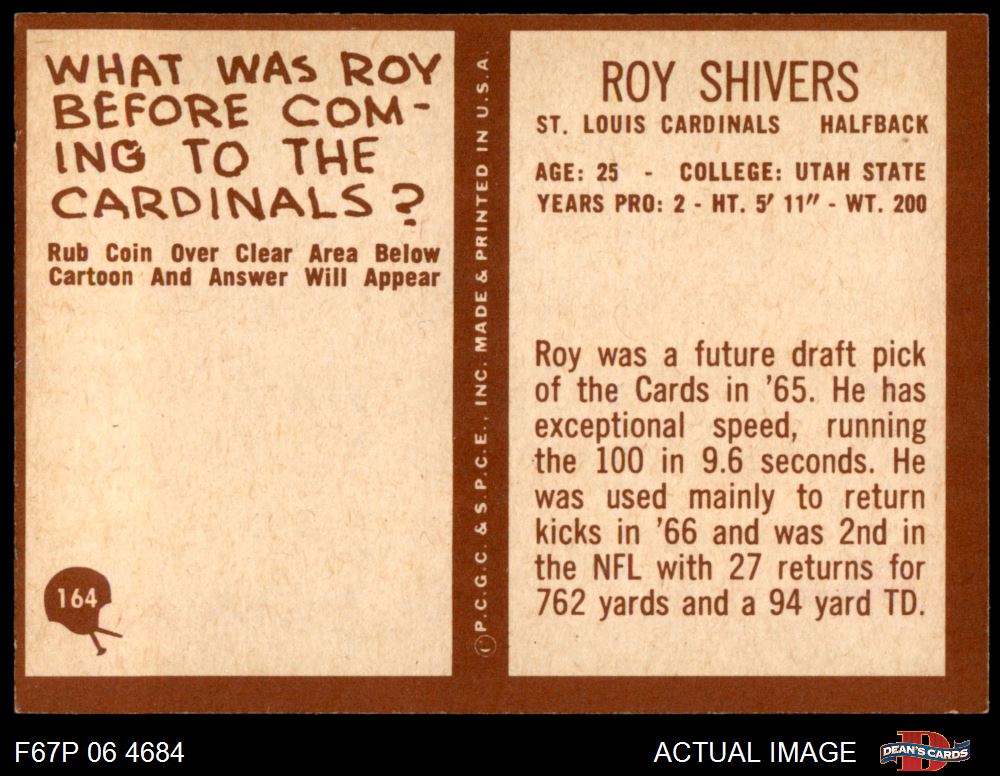 WHAT WAS ROY
BEFORE COM-
ING TO THE
CARDINALS?
Rub Coin Over Clear Area Below
Cartoon And Answer Will Appear
164
©P.C.G.C. & S.P.C.E., INC. MADE & PRINTED IN U.S.A.
ROY SHIVERS
ST. LOUIS CARDINALS HALFBACK
AGE: 25 - COLLEGE: UTAH STATE
YEARS PRO: 2 - HT. 5' 11" - WT. 200
Roy was a future draft pick
of the Cards in '65. He has
exceptional speed, running
the 100 in 9.6 seconds. He
was used mainly to return
kicks in '66 and was 2nd in
the NFL with 27 returns for
762 yards and a 94 yard TD.
F67P 06 4684
ACTUAL IMAGE
D
DEAN'S CARDS